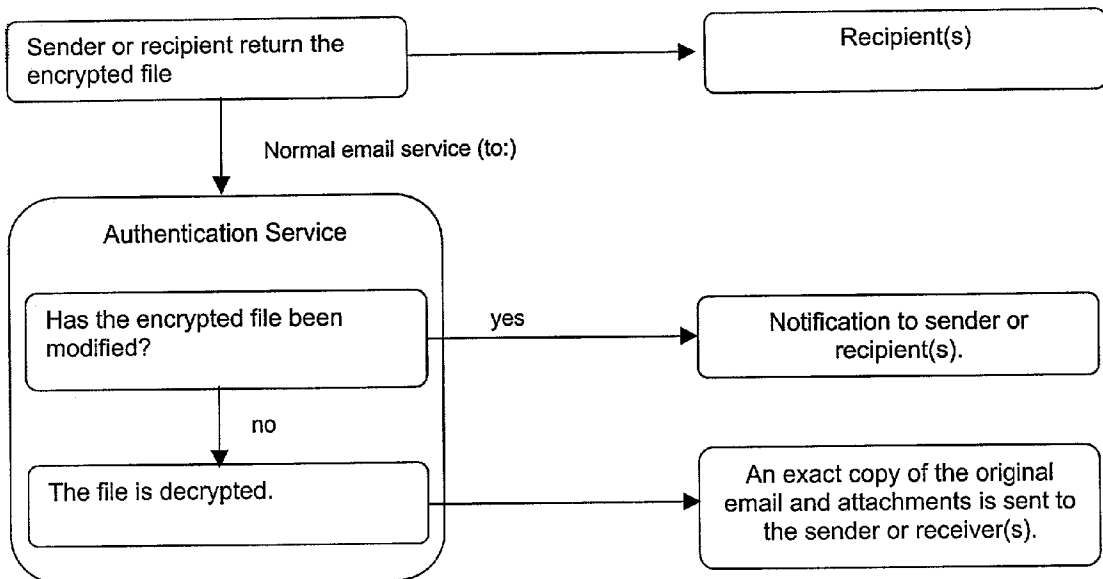 Sender or recipient return the
encrypted file
Recipient(s)
Normal email service (to:)
Authentication Service
Has the encrypted file been
modified?
yes
Notification to sender or
recipient(s).
no
The file is decrypted.
An exact copy of the original
email and attachments is sent to
the sender or receiver(s).